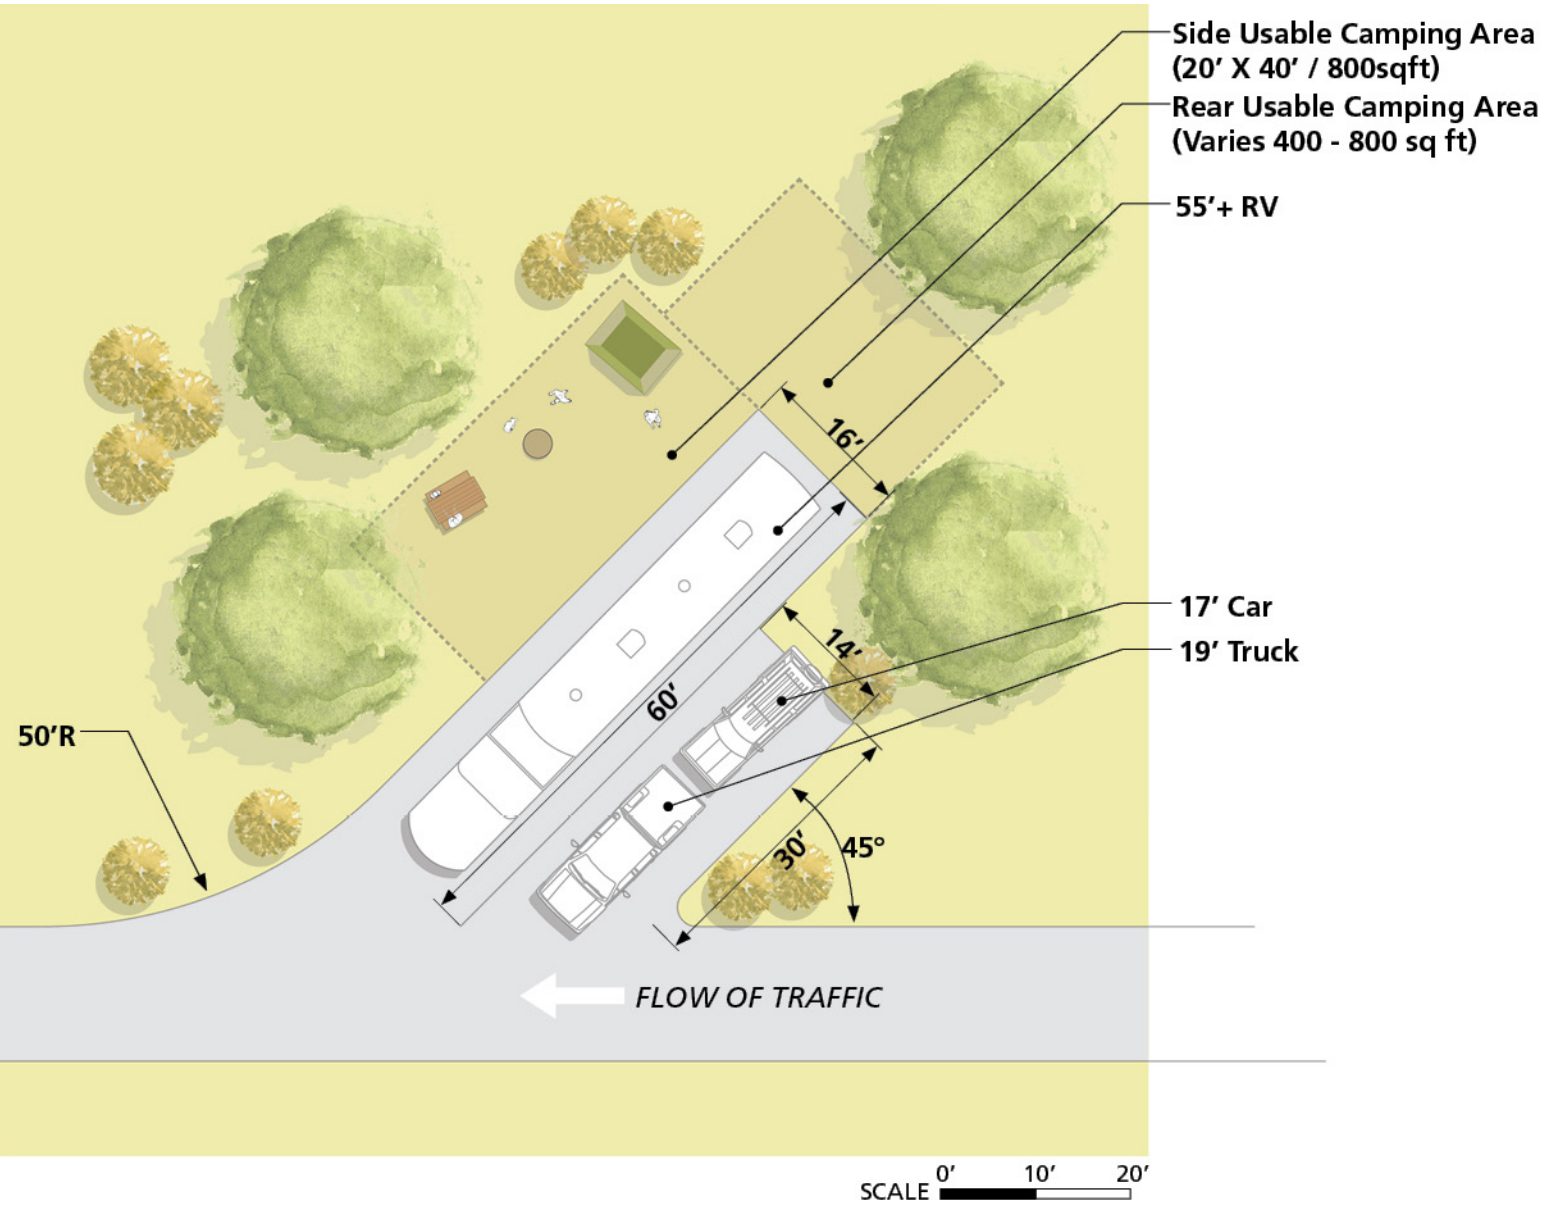 Side Usable Camping Area
(20’ X 40’ / 800sqft)
Rear Usable Camping Area
(Varies 400 - 800 sq ft)
55’+ RV
16’
17’ Car
14’
19’ Truck
60’
50’R
30’
45°
FLOW OF TRAFFIC
0’ 10’ 20’
SCALE